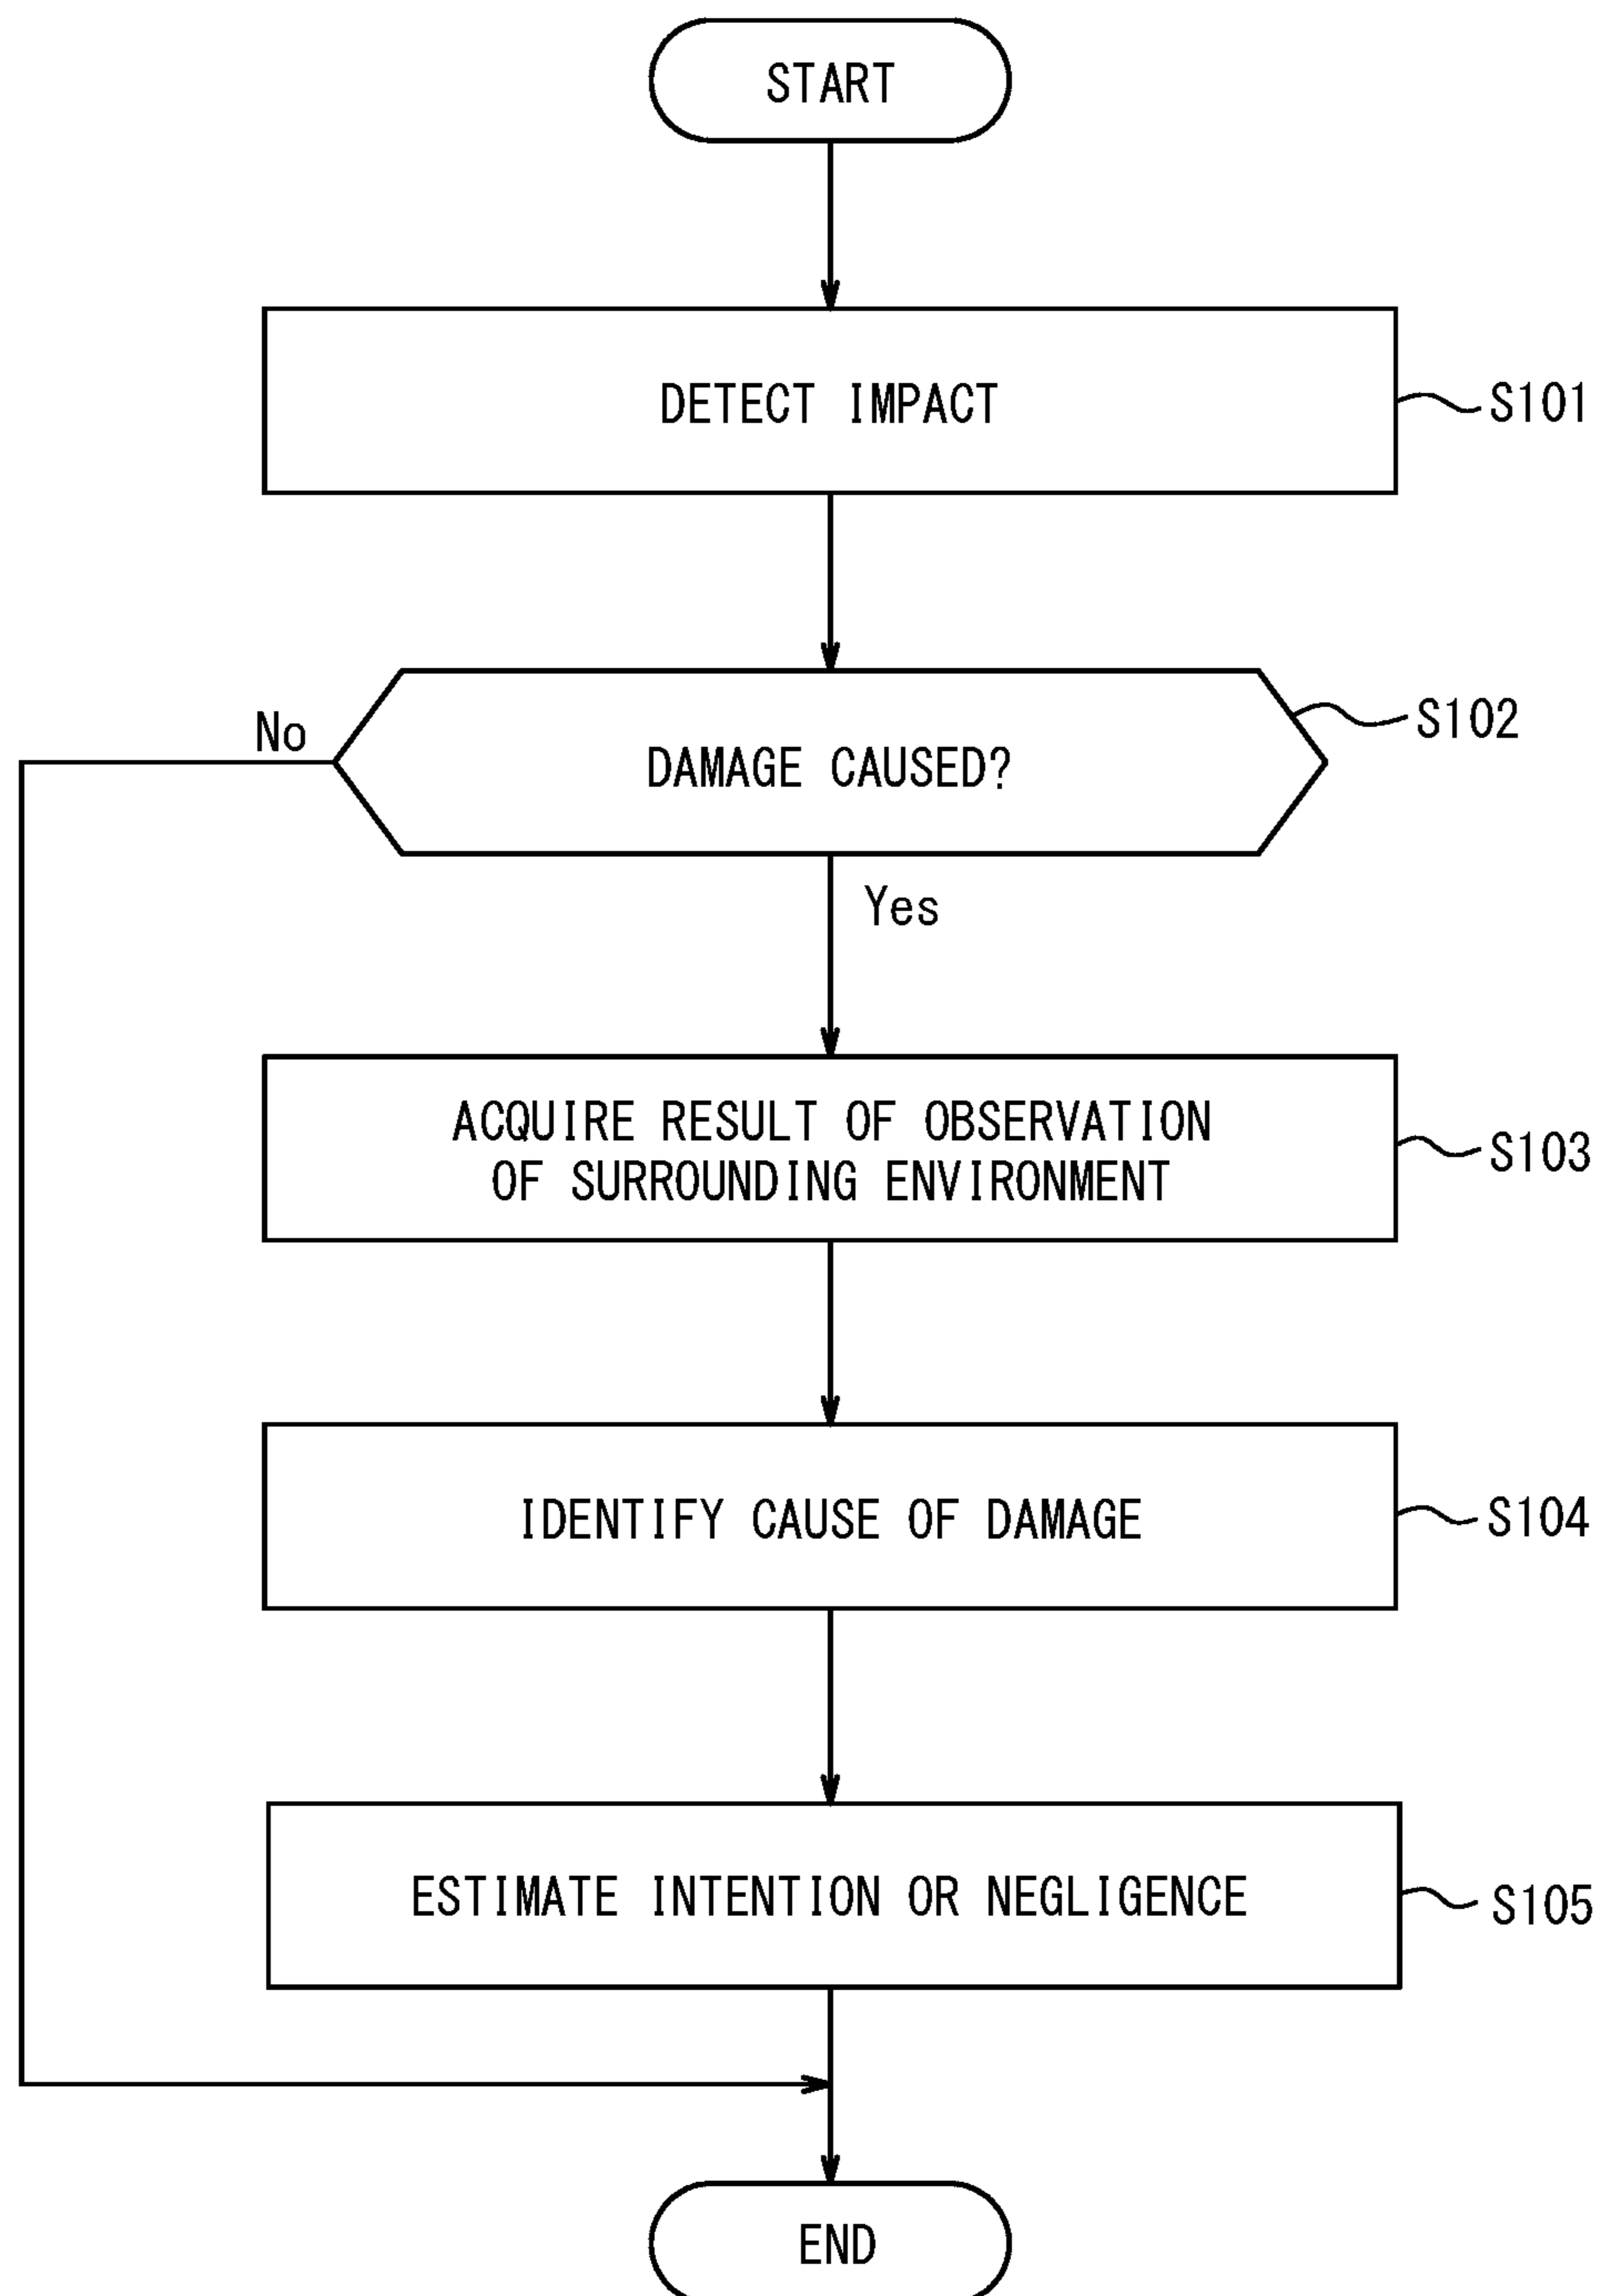 START
DETECT IMPACT
S101
No
DAMAGE CAUSED?
S102
Yes
ACQUIRE RESULT OF OBSERVATION
OF SURROUNDING ENVIRONMENT
S103
IDENTIFY CAUSE OF DAMAGE
S104
ESTIMATE INTENTION OR NEGLIGENCE
S105
END